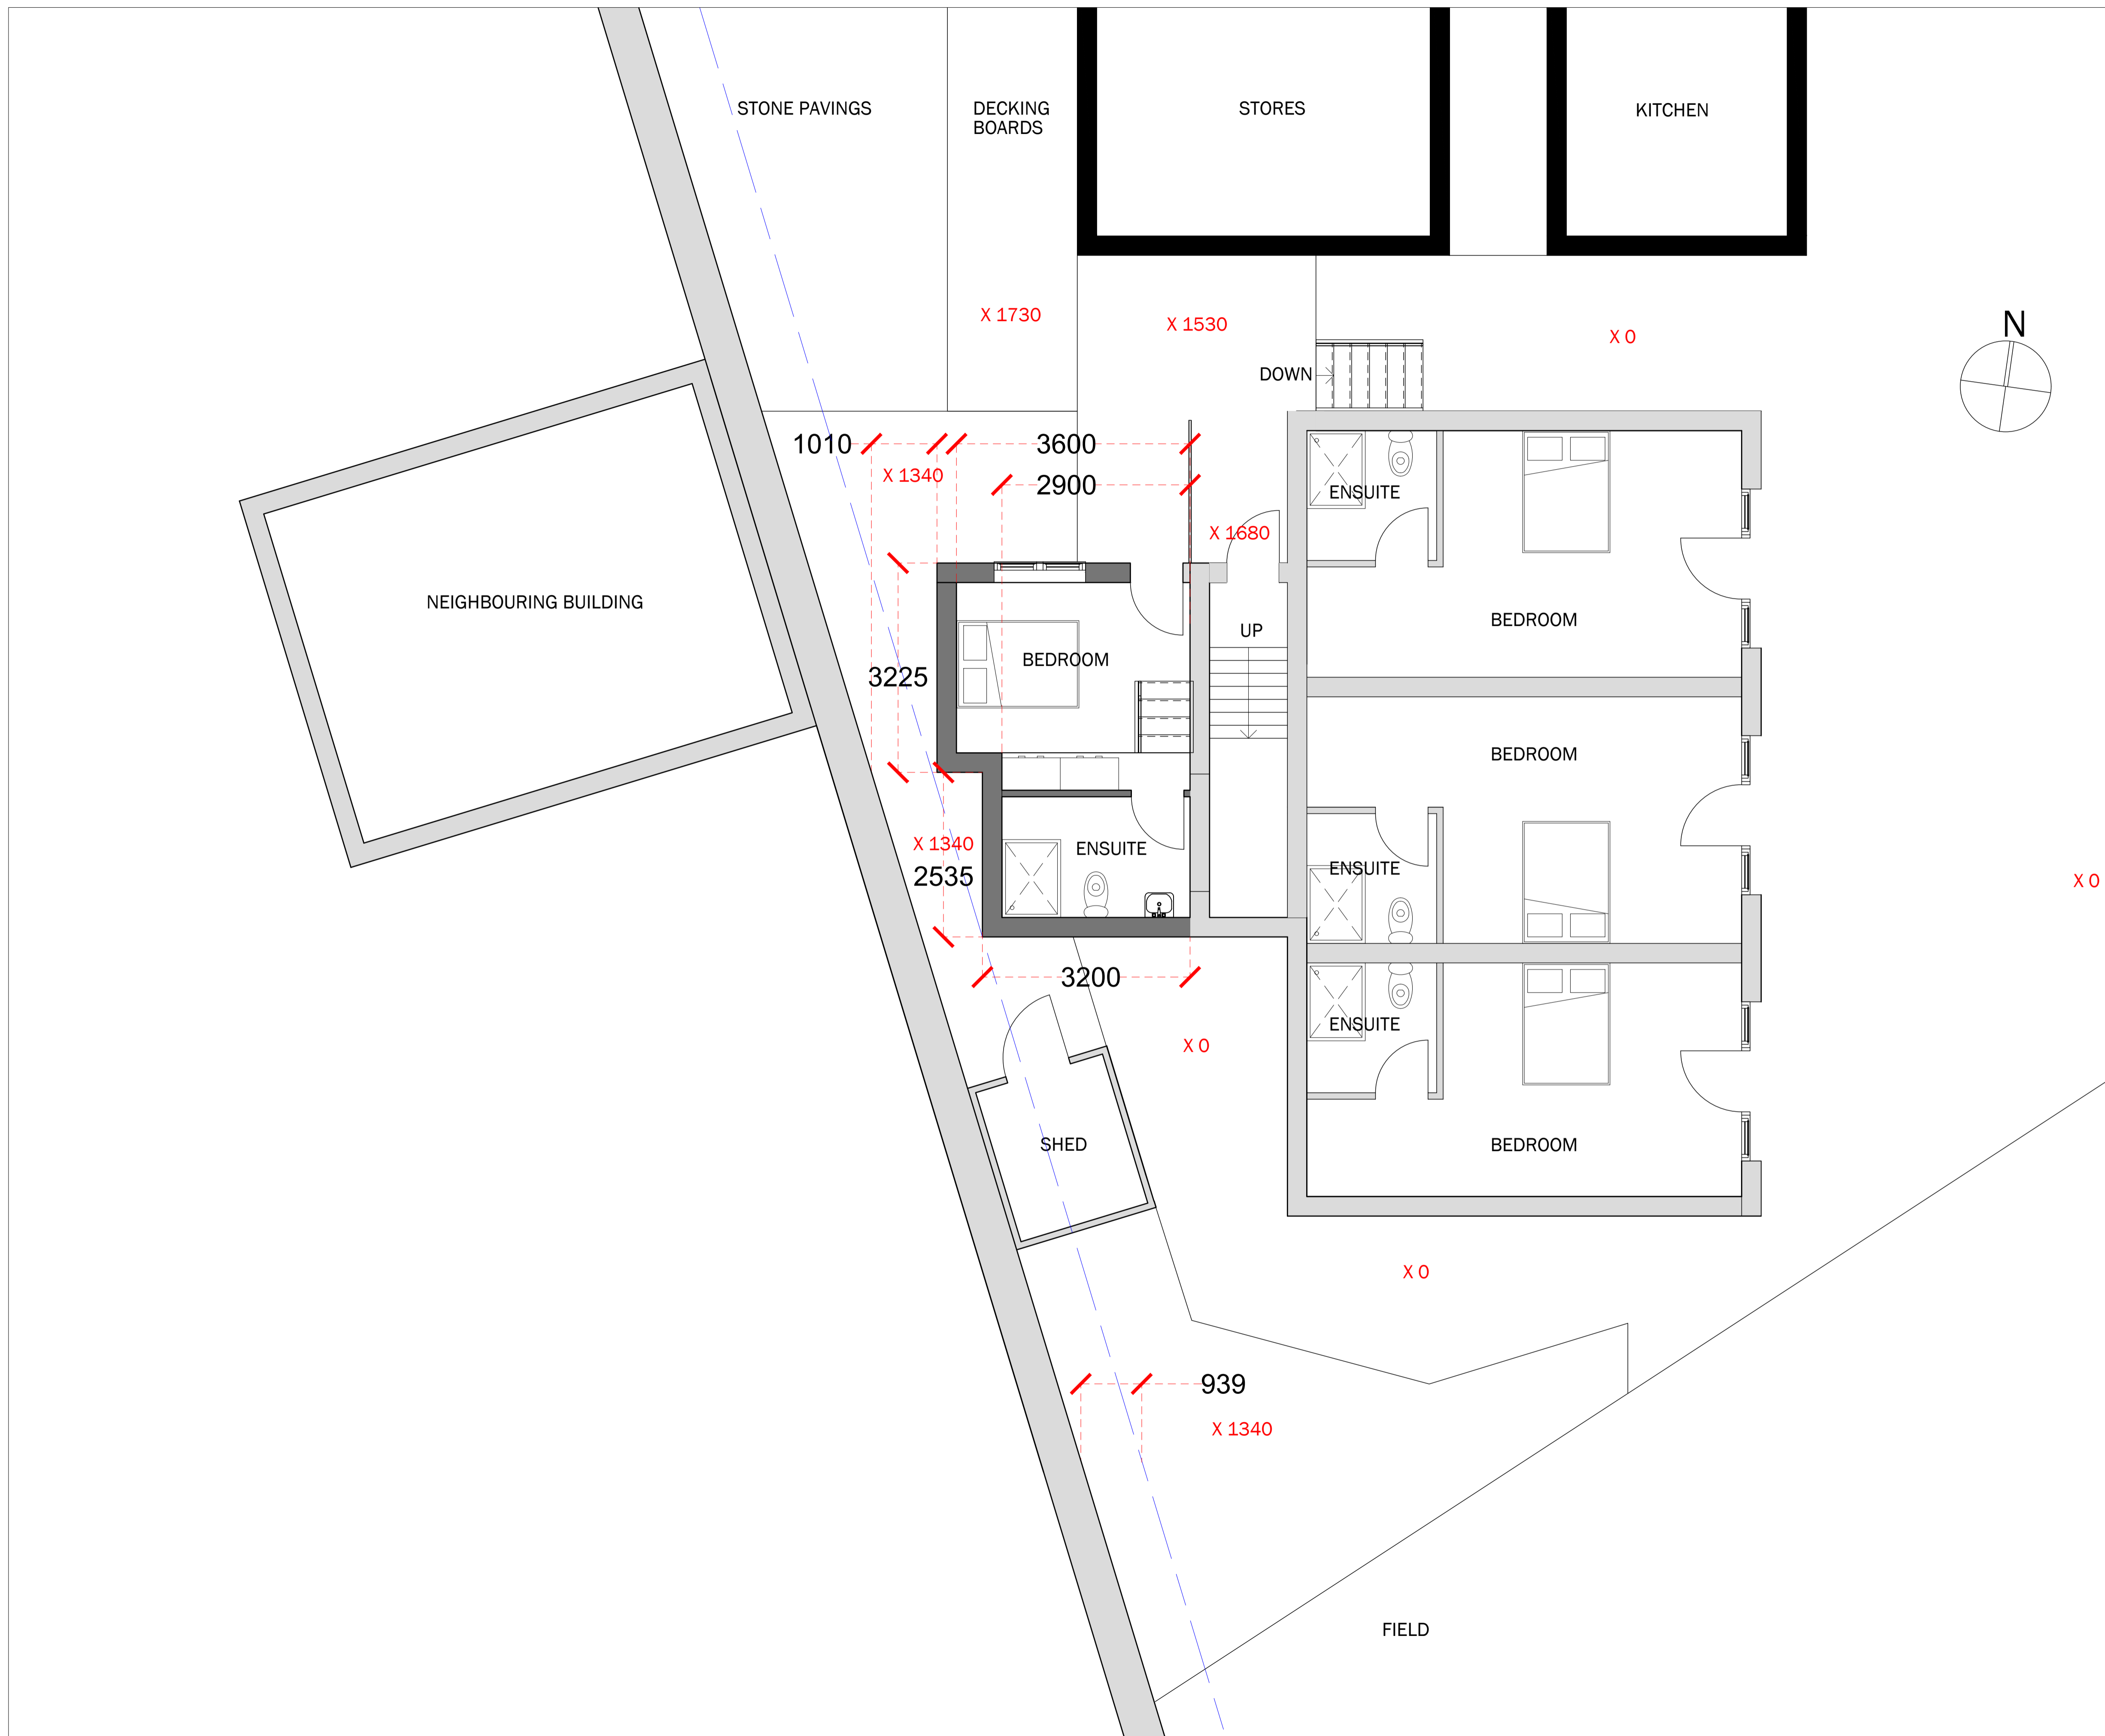 STONE PAVINGS
DECKING
BOARDS
STORES
KITCHEN
X 1730
X 1530
X 0
N
DOWN
1010
3600
X 1340
2900
ENSUITE
X 1680
NEIGHBOURING BUILDING
BEDROOM
UP
BEDROOM
3225
BEDROOM
X 1340
ENSUITE
2535
ENSUITE
X 0
3200
ENSUITE
X 0
SHED
BEDROOM
X 0
939
X 1340
FIELD